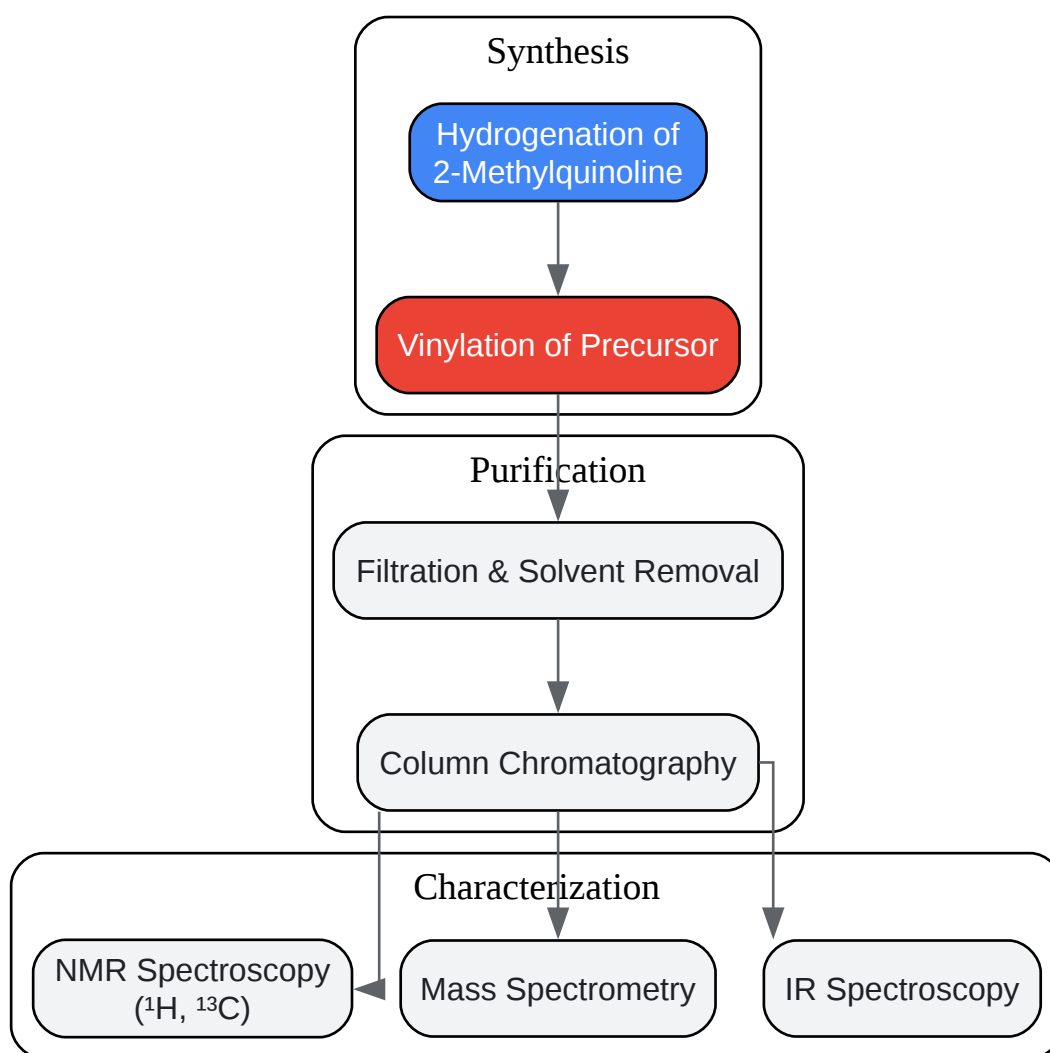 Synthesis
Hydrogenation of
2-Methylquinoline
Vinylation of Precursor
Purification
Filtration & Solvent Removal
Column Chromatography
Characterization
NMR Spectroscopy
(¹H, ¹³C)
Mass Spectrometry
IR Spectroscopy